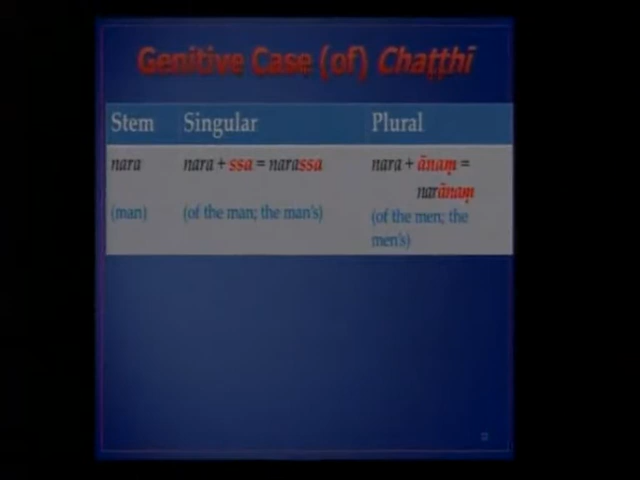 Genitive Case (of) Chaṭṭhī
Stem Singular Plural
nara nara + ssa = narassa nara + ānaṃ =
narānaṃ
(man) (of the man; the man's) (of the men; the
men's)